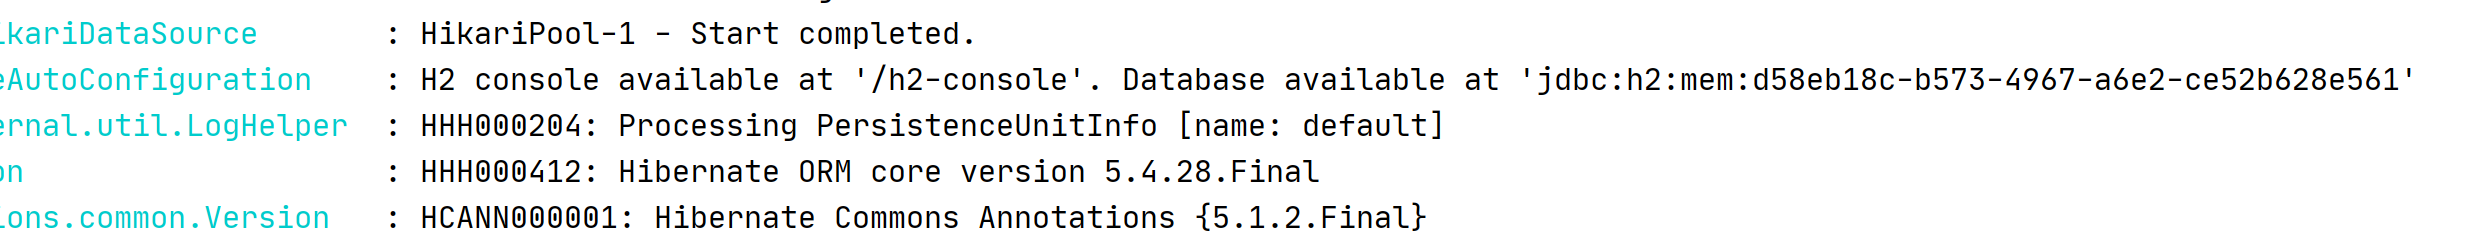 ikariDataSource : HikariPool-1 - Start completed.
eAutoConfiguration : H2 console available at '/h2-console'. Database available at 'jdbc:h2:mem:d58eb18c-b573-4967-a6e2-ce52b628e561'
ernal.util.LogHelper : HHH000204: Processing PersistenceUnitInfo [name: default]
on : HHH000412: Hibernate ORM core version 5.4.28.Final
ions.common.Version : HCANN000001: Hibernate Commons Annotations {5.1.2.Final}